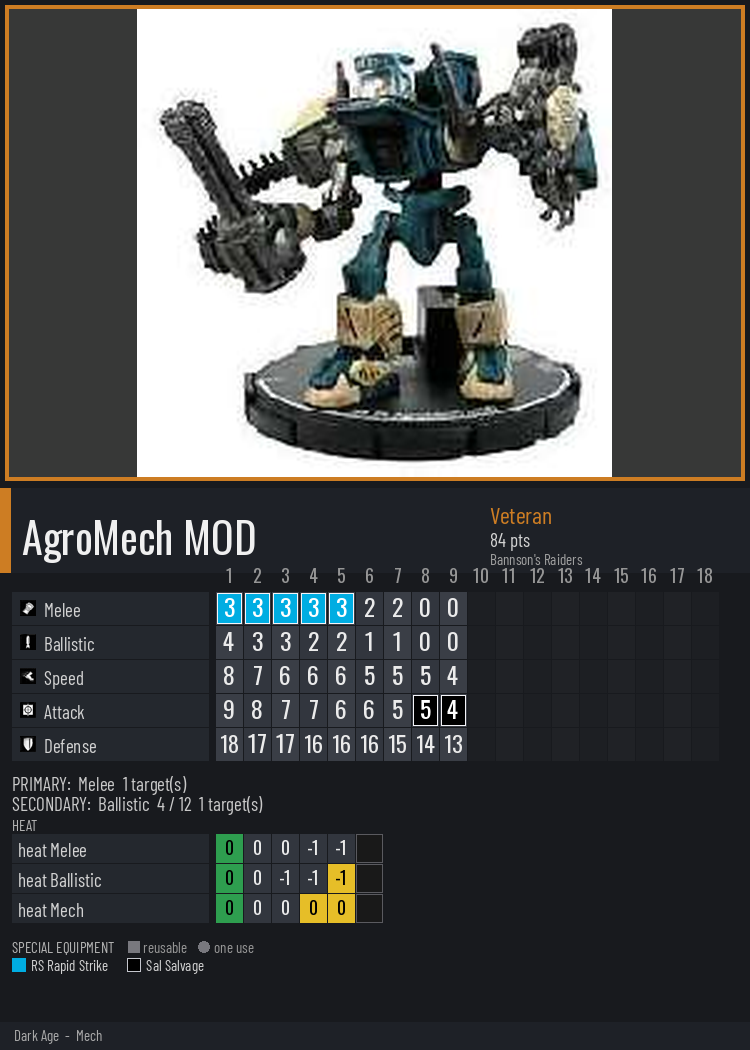 AgroMech MOD
Veteran
84 pts
Bannson's Raiders
1 2 3 4 5 6 7 8 9 10 11 12 13 14 15 16 17 18
Melee 3 3 3 3 3 2 2 0 0
Ballistic 4 3 3 2 2 1 1 0 0
Speed 8 7 6 6 6 5 5 5 4
Attack 9 8 7 7 6 6 5 5 4
Defense 18 17 17 16 16 16 15 14 13
PRIMARY: Melee 1 target(s)
SECONDARY: Ballistic 4 / 12 1 target(s)
HEAT
heat Melee 0 0 0 -1 -1
heat Ballistic 0 0 -1 -1 -1
heat Mech 0 0 0 0 0
SPECIAL EQUIPMENT reusable one use
RS Rapid Strike Sal Salvage
Dark Age - Mech